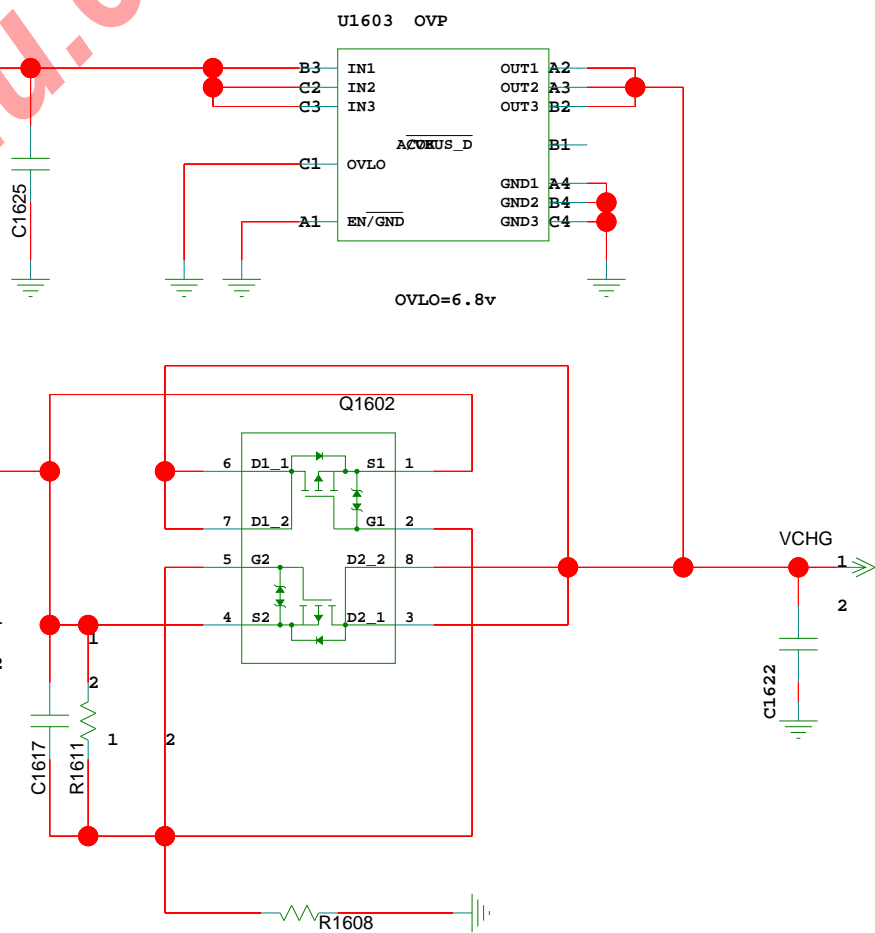 U1603 OVP
B3 IN1 OUT1 A2
C2 IN2 OUT2 A3
C3 IN3 OUT3 B2
B1
C1 OVLO
GND1 A4
GND2 B4
A1 EN/GND GND3 C4
C1625
OVLO=6.8v
Q1602
6 D1_1 S1 1
7 D1_2 G1 2
5 G2 D2_2 8
4 S2 D2_1 3
VCHG
1
2
C1622
1
2
C1617
R1611
1 2
R1608